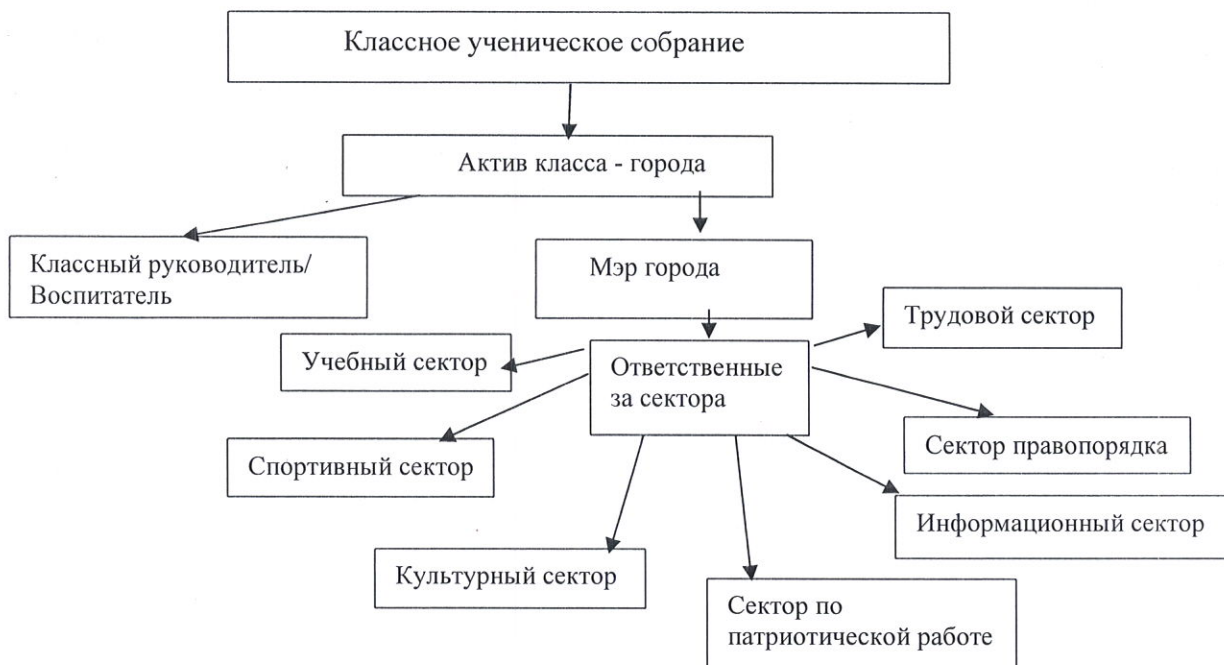 Классное ученическое собрание
Актив класса - города
Классный руководитель/
Воспитатель
Мэр города
Трудовой сектор
Учебный сектор
Ответственные
за сектора
Сектор правопорядка
Спортивный сектор
Информационный сектор
Культурный сектор
Сектор по
патриотической работе